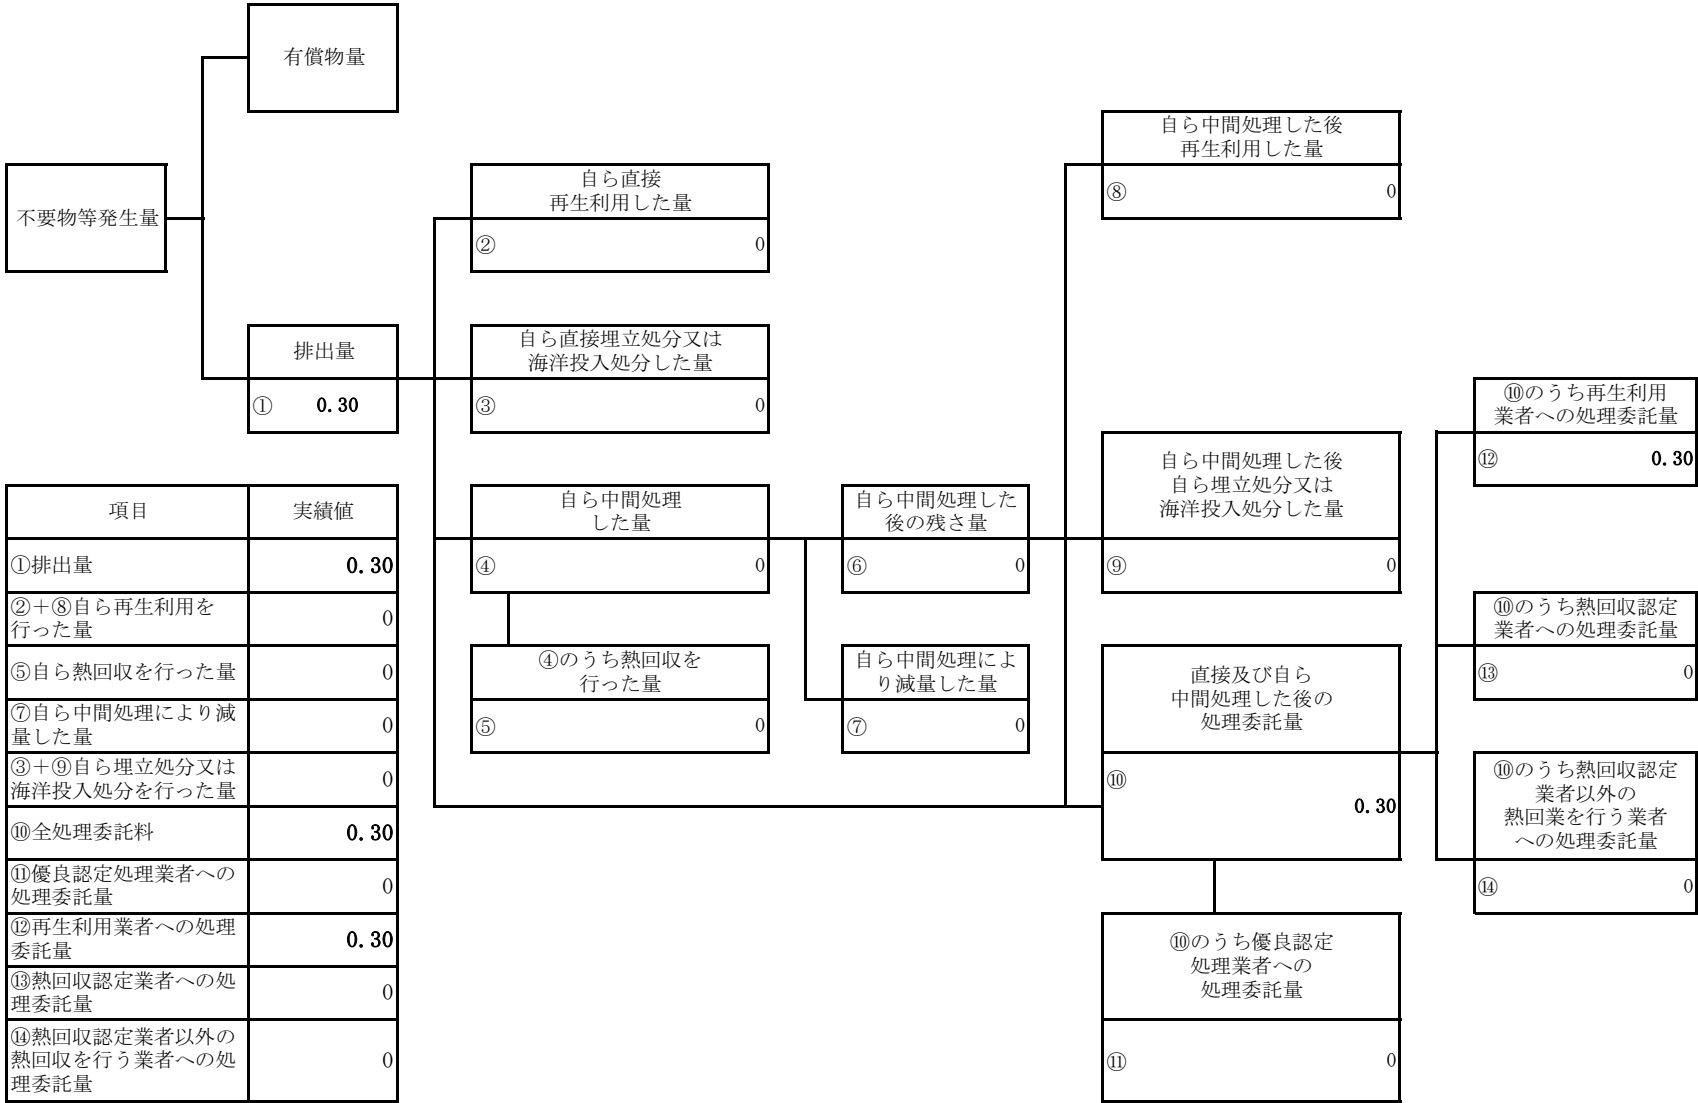 有償物量
不要物等発生量
排出量
① 0.30
自ら直接
再生利用した量
② 0
自ら直接埋立処分又は
海洋投入処分した量
③ 0
自ら中間処理
した量
④ 0
④のうち熱回収を
行った量
⑤ 0
自ら中間処理した
後の残さ量
⑥ 0
自ら中間処理によ
り減量した量
⑦ 0
自ら中間処理した後
再生利用した量
⑧ 0
自ら中間処理した後
自ら埋立処分又は
海洋投入処分した量
⑨ 0
直接及び自ら
中間処理した後の
処理委託量
⑩
0.30
⑩のうち優良認定
処理業者への
処理委託量
⑪ 0
⑩のうち再生利用
業者への処理委託量
⑫ 0.30
⑩のうち熱回収認定
業者への処理委託量
⑬ 0
⑩のうち熱回収認定
業者以外の
熱回業を行う業者
への処理委託量
⑭ 0
項目 実績値
①排出量 0.30
②＋⑧自ら再生利用を
行った量 0
⑤自ら熱回収を行った量 0
⑦自ら中間処理により減
量した量 0
③＋⑨自ら埋立処分又は
海洋投入処分を行った量 0
⑩全処理委託料 0.30
⑪優良認定処理業者への
処理委託量 0
⑫再生利用業者への処理
委託量 0.30
⑬熱回収認定業者への処
理委託量 0
⑭熱回収認定業者以外の
熱回収を行う業者への処
理委託量 0